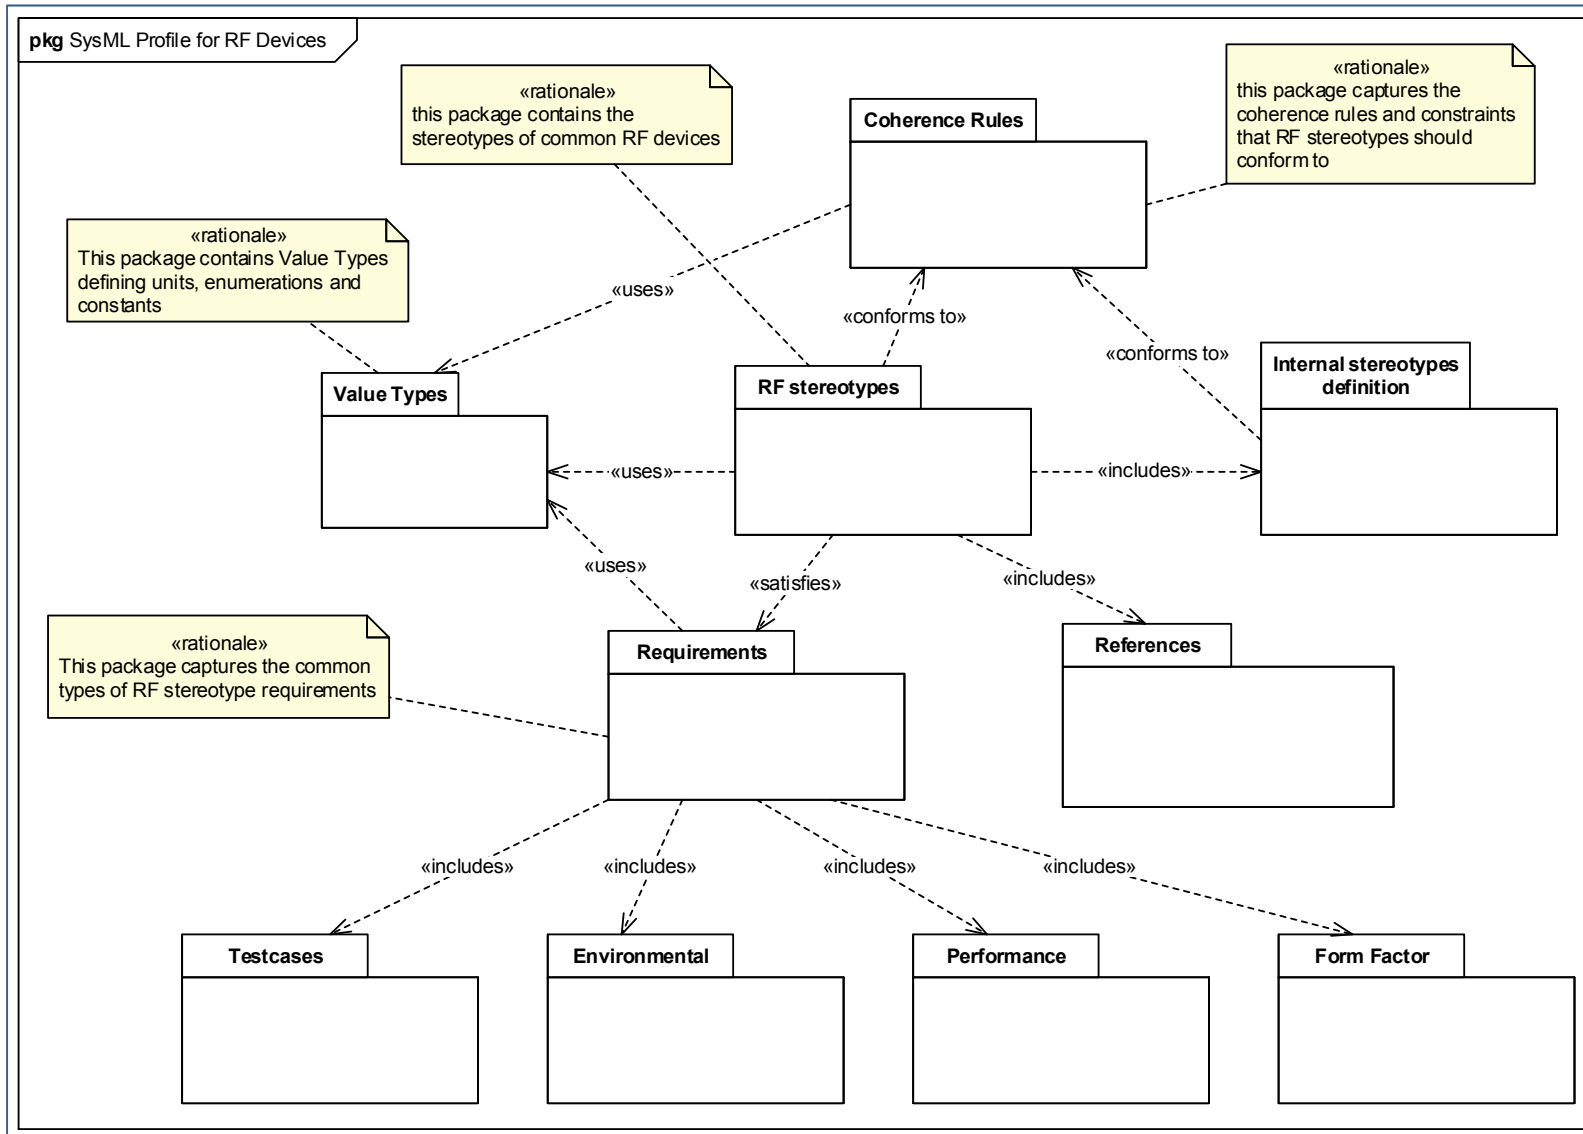 pkg SysML Profile for RF Devices
«rationale»
this package contains the
stereotypes of common RF devices
«rationale»
this package captures the
coherence rules and constraints
that RF stereotypes should
conform to
Coherence Rules
«rationale»
This package contains Value Types
defining units, enumerations and
constants
«uses»
«conforms to»
«conforms to»
Value Types
RF stereotypes
Internal stereotypes
definition
«uses»
«includes»
«uses»
«satisfies»
«includes»
«rationale»
This package captures the common
types of RF stereotype requirements
Requirements
References
«includes»
«includes»
«includes»
«includes»
Testcases
Environmental
Performance
Form Factor